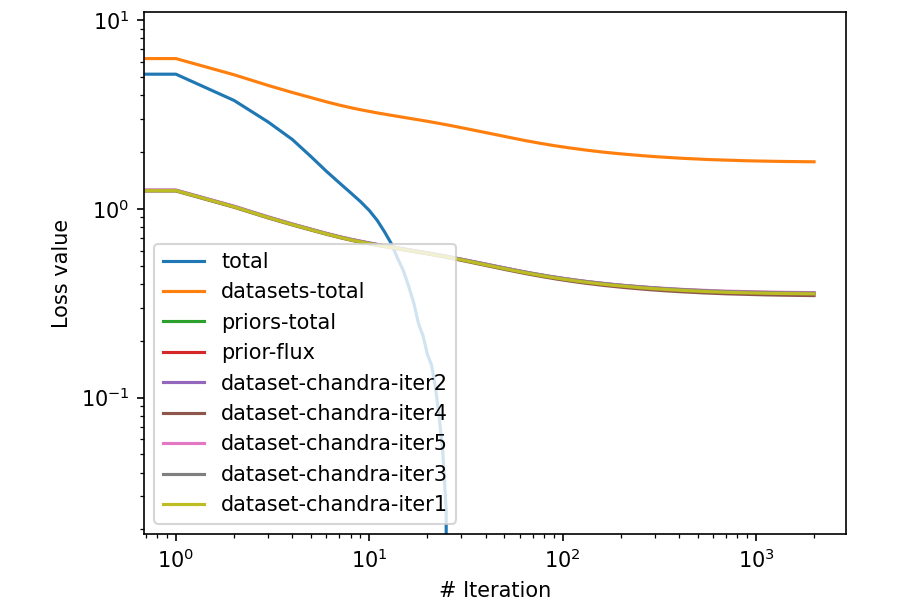 10¹
10⁰
10⁻¹
Loss value
total
datasets-total
priors-total
prior-flux
dataset-chandra-iter2
dataset-chandra-iter4
dataset-chandra-iter5
dataset-chandra-iter3
dataset-chandra-iter1
10⁰ 10¹ 10² 10³
# Iteration